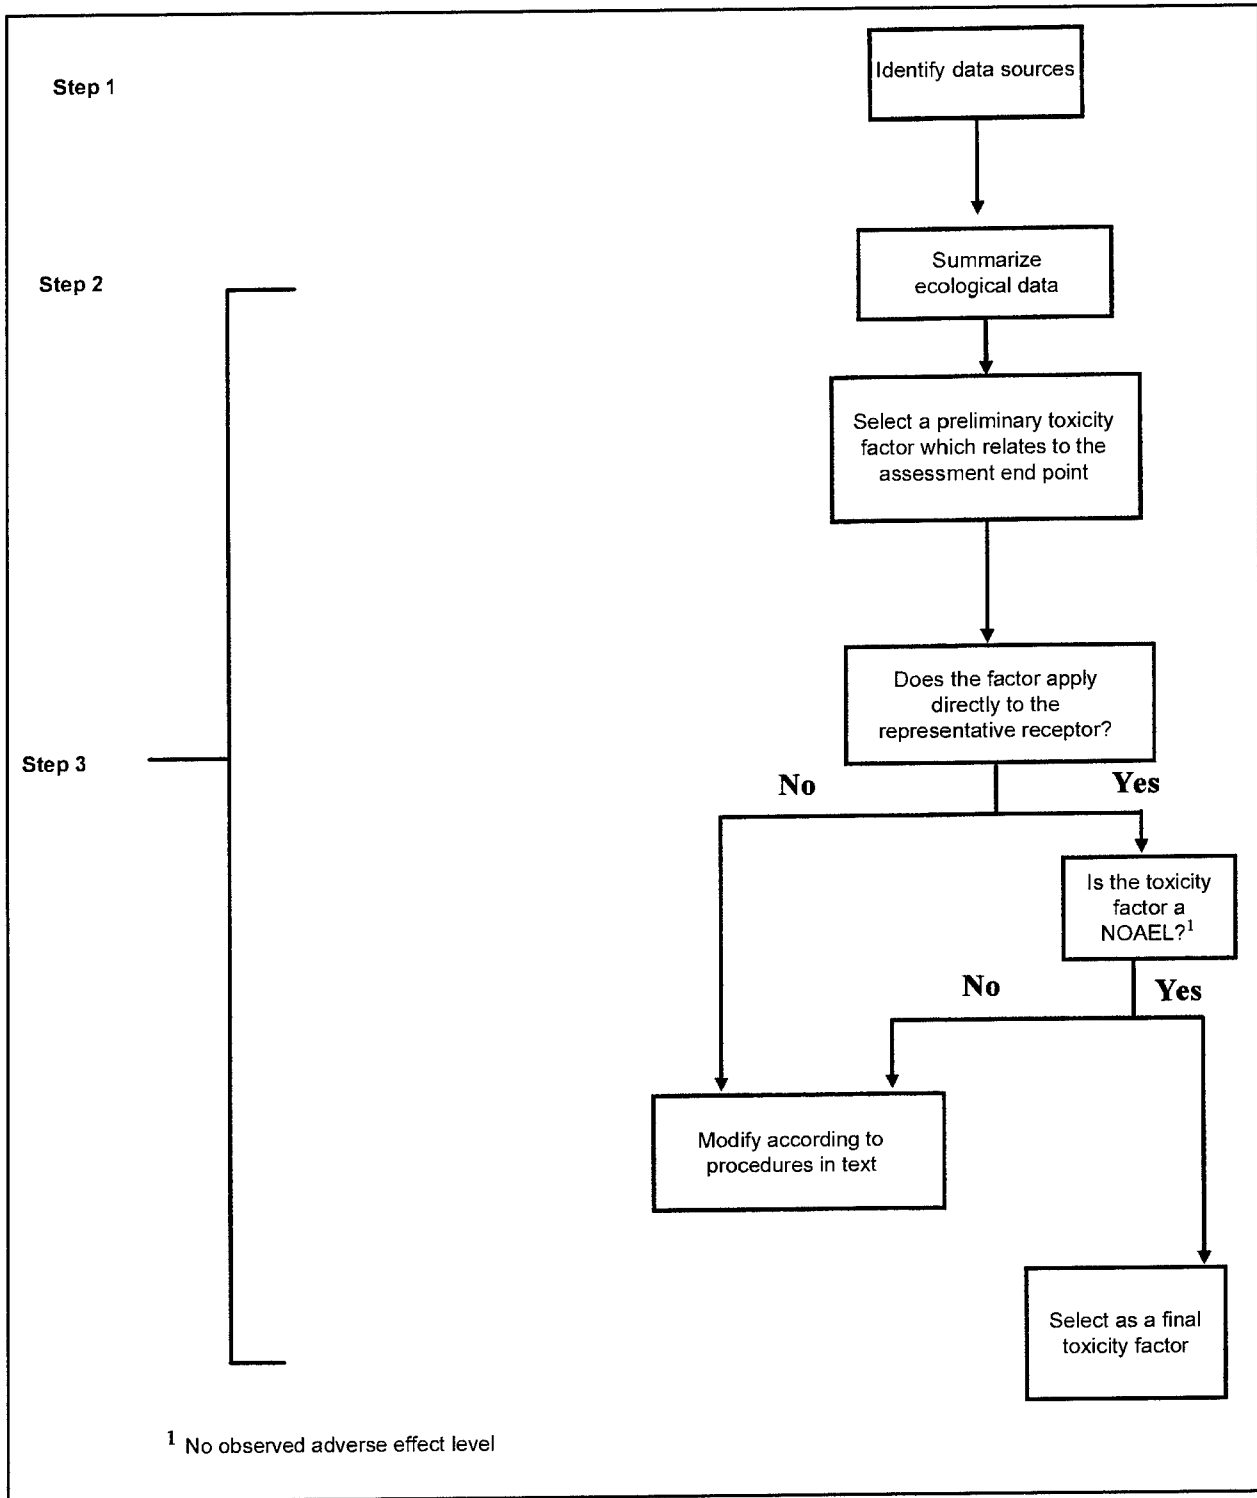 Step 1
Identify data sources
Step 2
Summarize
ecological data
Select a preliminary toxicity
factor which relates to the
assessment end point
Does the factor apply
directly to the
representative receptor?
Step 3
No
Yes
Is the toxicity
factor a
NOAEL?¹
No
Yes
Modify according to
procedures in text
Select as a final
toxicity factor
¹ No observed adverse effect level